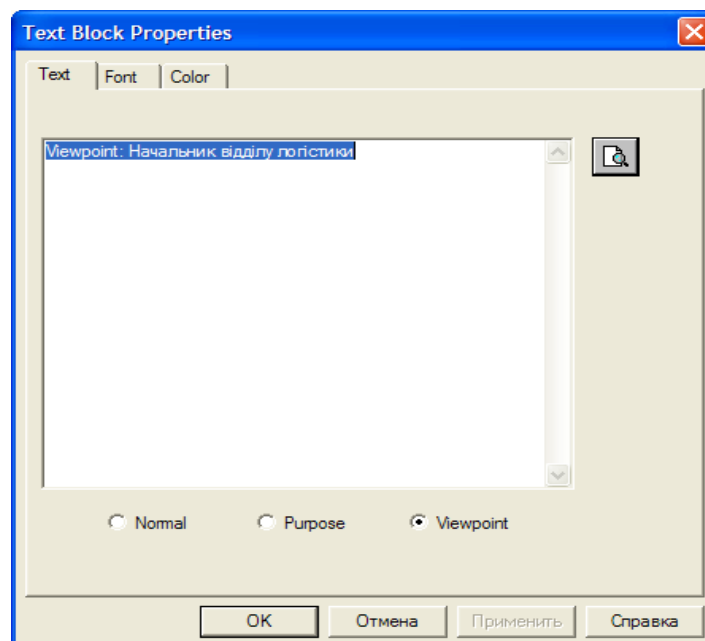 Text Block Properties
Text Font Color
Viewpoint: Начальник відділу логістики
Normal Purpose Viewpoint
OK Отмена Применить Справка